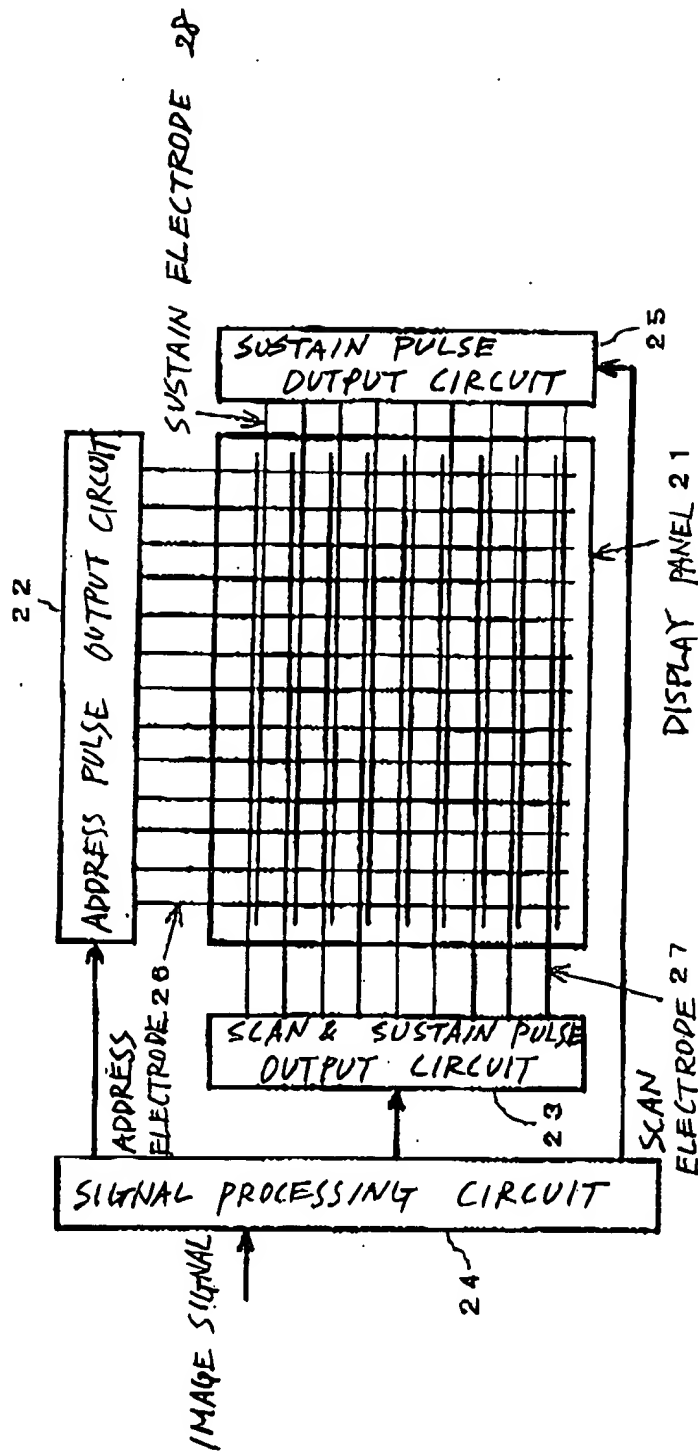 22
ADDRESS PULSE OUTPUT CIRCUIT
SUSTAIN ELECTRODE 28
IMAGE SIGNAL
SIGNAL PROCESSING CIRCUIT
24
ADDRESS
ELECTRODE 26
SCAN & SUSTAIN PULSE
OUTPUT CIRCUIT
23
SUSTAIN PULSE
OUTPUT CIRCUIT
25
SCAN
ELECTRODE 27
DISPLAY PANEL 21